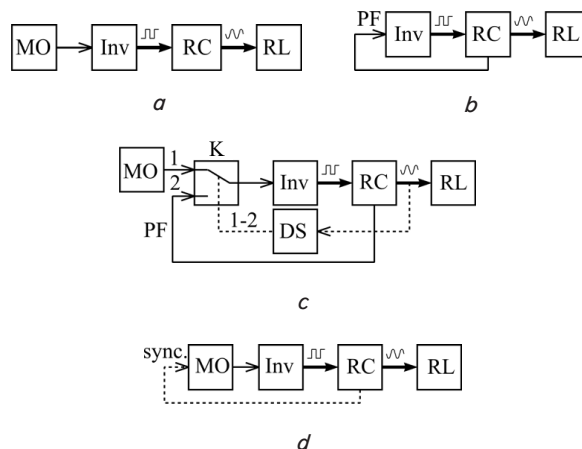 MO Inv RC RL
a
PF Inv RC RL
b
K
MO 1 Inv RC RL
2
1-2 DS
PF
c
sync. MO Inv RC RL
d